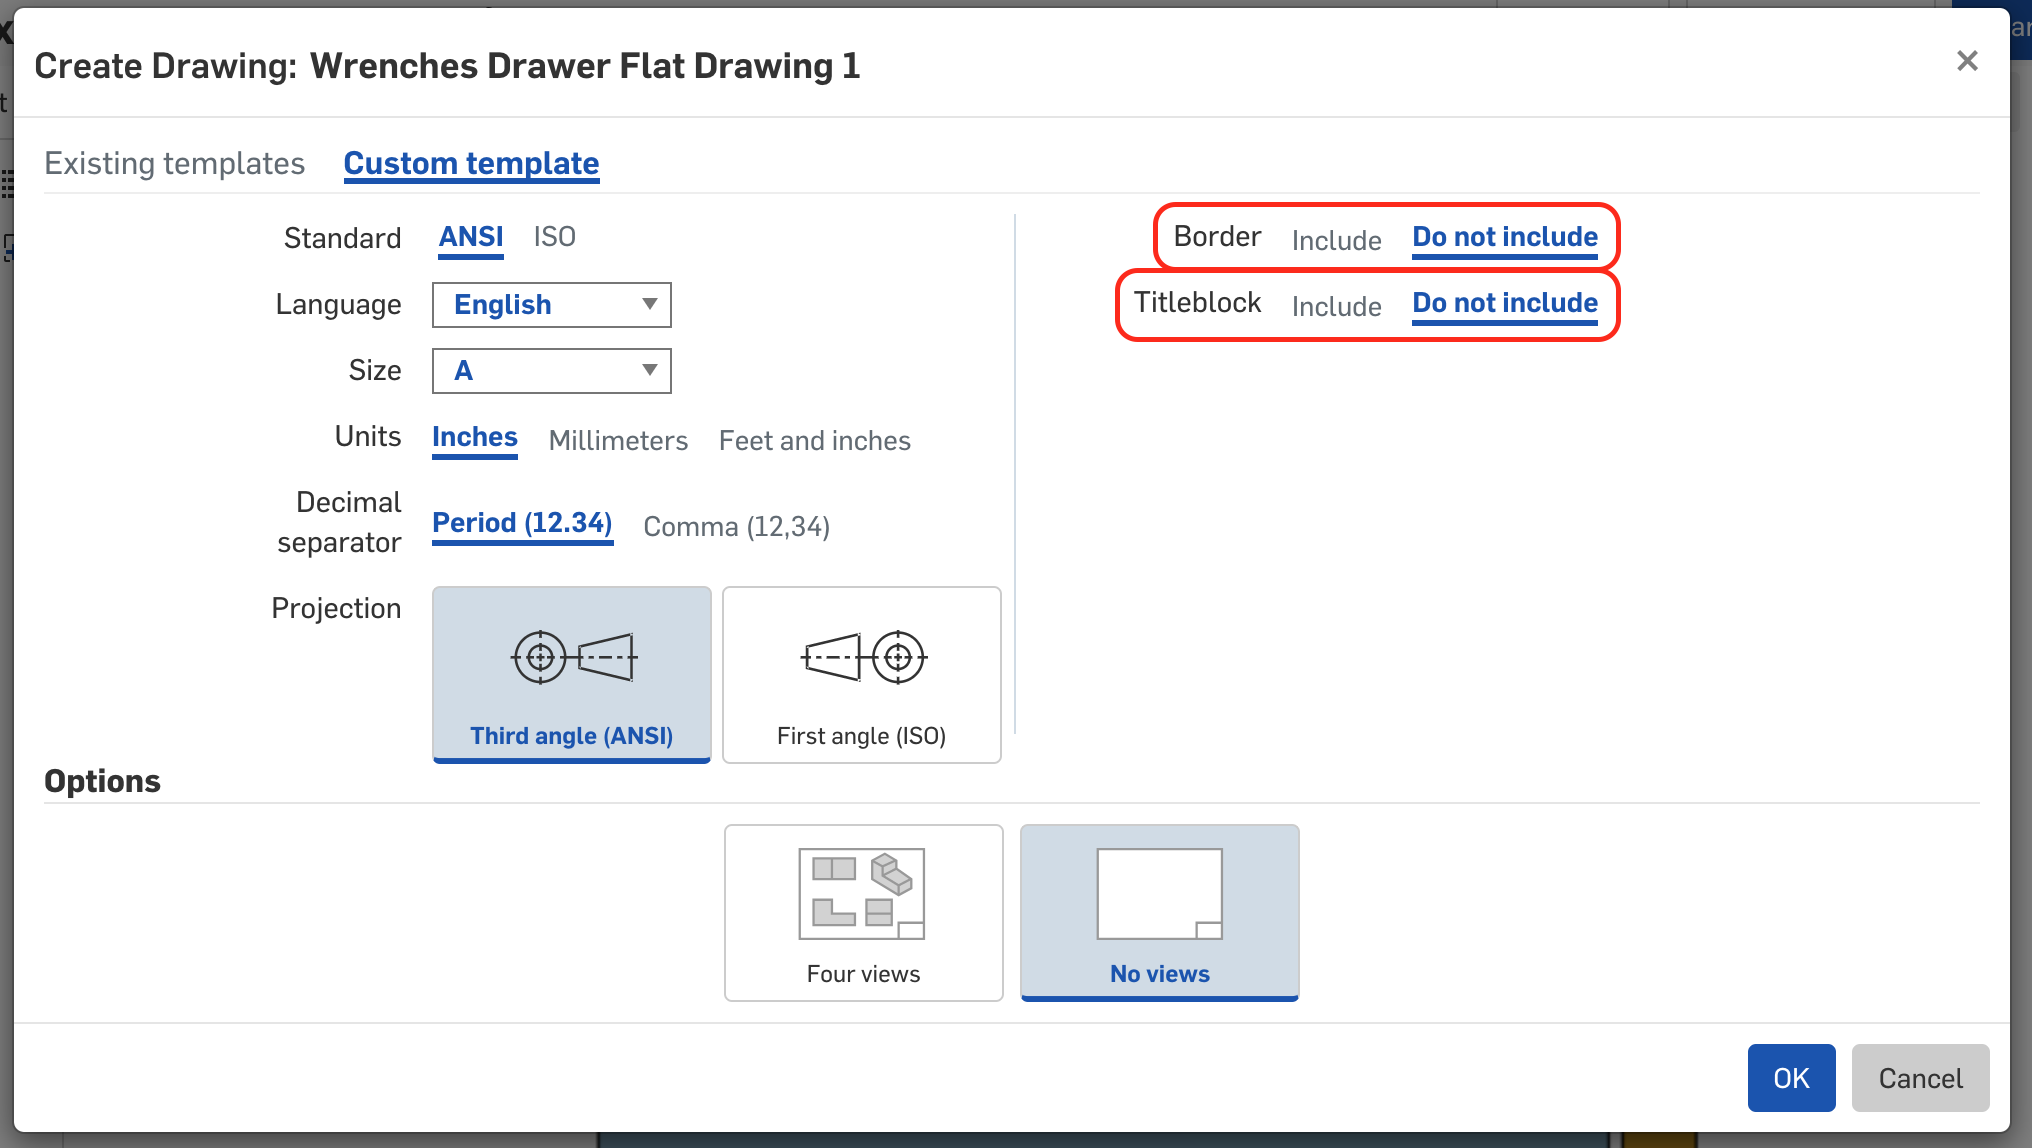 Create Drawing: Wrenches Drawer Flat Drawing 1
Existing templates Custom template
Standard ANSI ISO
Language English
Size A
Units Inches Millimeters Feet and inches
Decimal
separator Period (12.34) Comma (12,34)
Projection
Third angle (ANSI) First angle (ISO)
Border Include Do not include
Titleblock Include Do not include
Options
Four views No views
OK Cancel